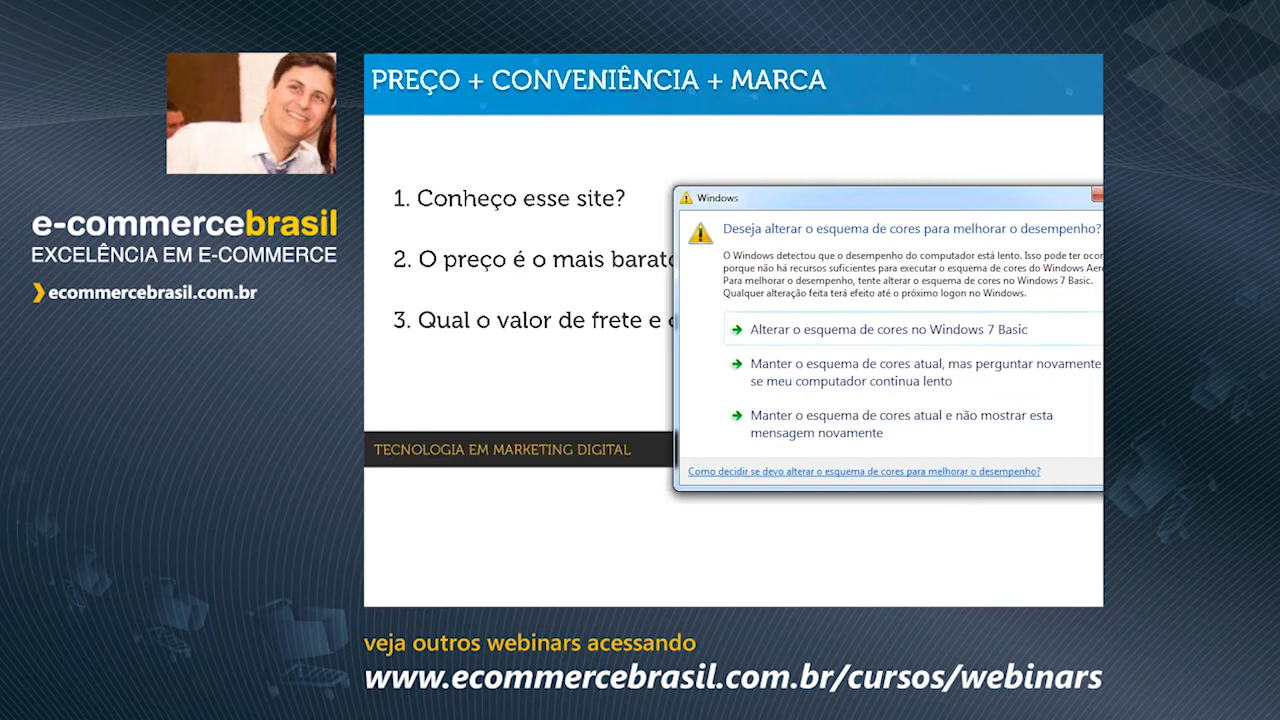 PREÇO + CONVENIÊNCIA + MARCA
1. Conheço esse site?
2. O preço é o mais barato
3. Qual o valor de frete e
TECNOLOGIA EM MARKETING DIGITAL
Windows
Deseja alterar o esquema de cores para melhorar o desempenho?
O Windows detectou que o desempenho do computador está lento. Isso pode ter
porque não há recursos suficientes para executar o esquema de cores do Windows
Para melhorar o desempenho, tente alterar o esquema de cores no Windows 7 Basic.
Qualquer alteração feita terá efeito até o próximo logon no Windows.
Alterar o esquema de cores no Windows 7 Basic
Manter o esquema de cores atual, mas perguntar novamente
se meu computador continua lento
Manter o esquema de cores atual e não mostrar esta
mensagem novamente
Como decidir se devo alterar o esquema de cores para melhorar o desempenho?
e-commercebrasil
EXCELÊNCIA EM E-COMMERCE
ecommercebrasil.com.br
veja outros webinars acessando
www.ecommercebrasil.com.br/cursos/webinars